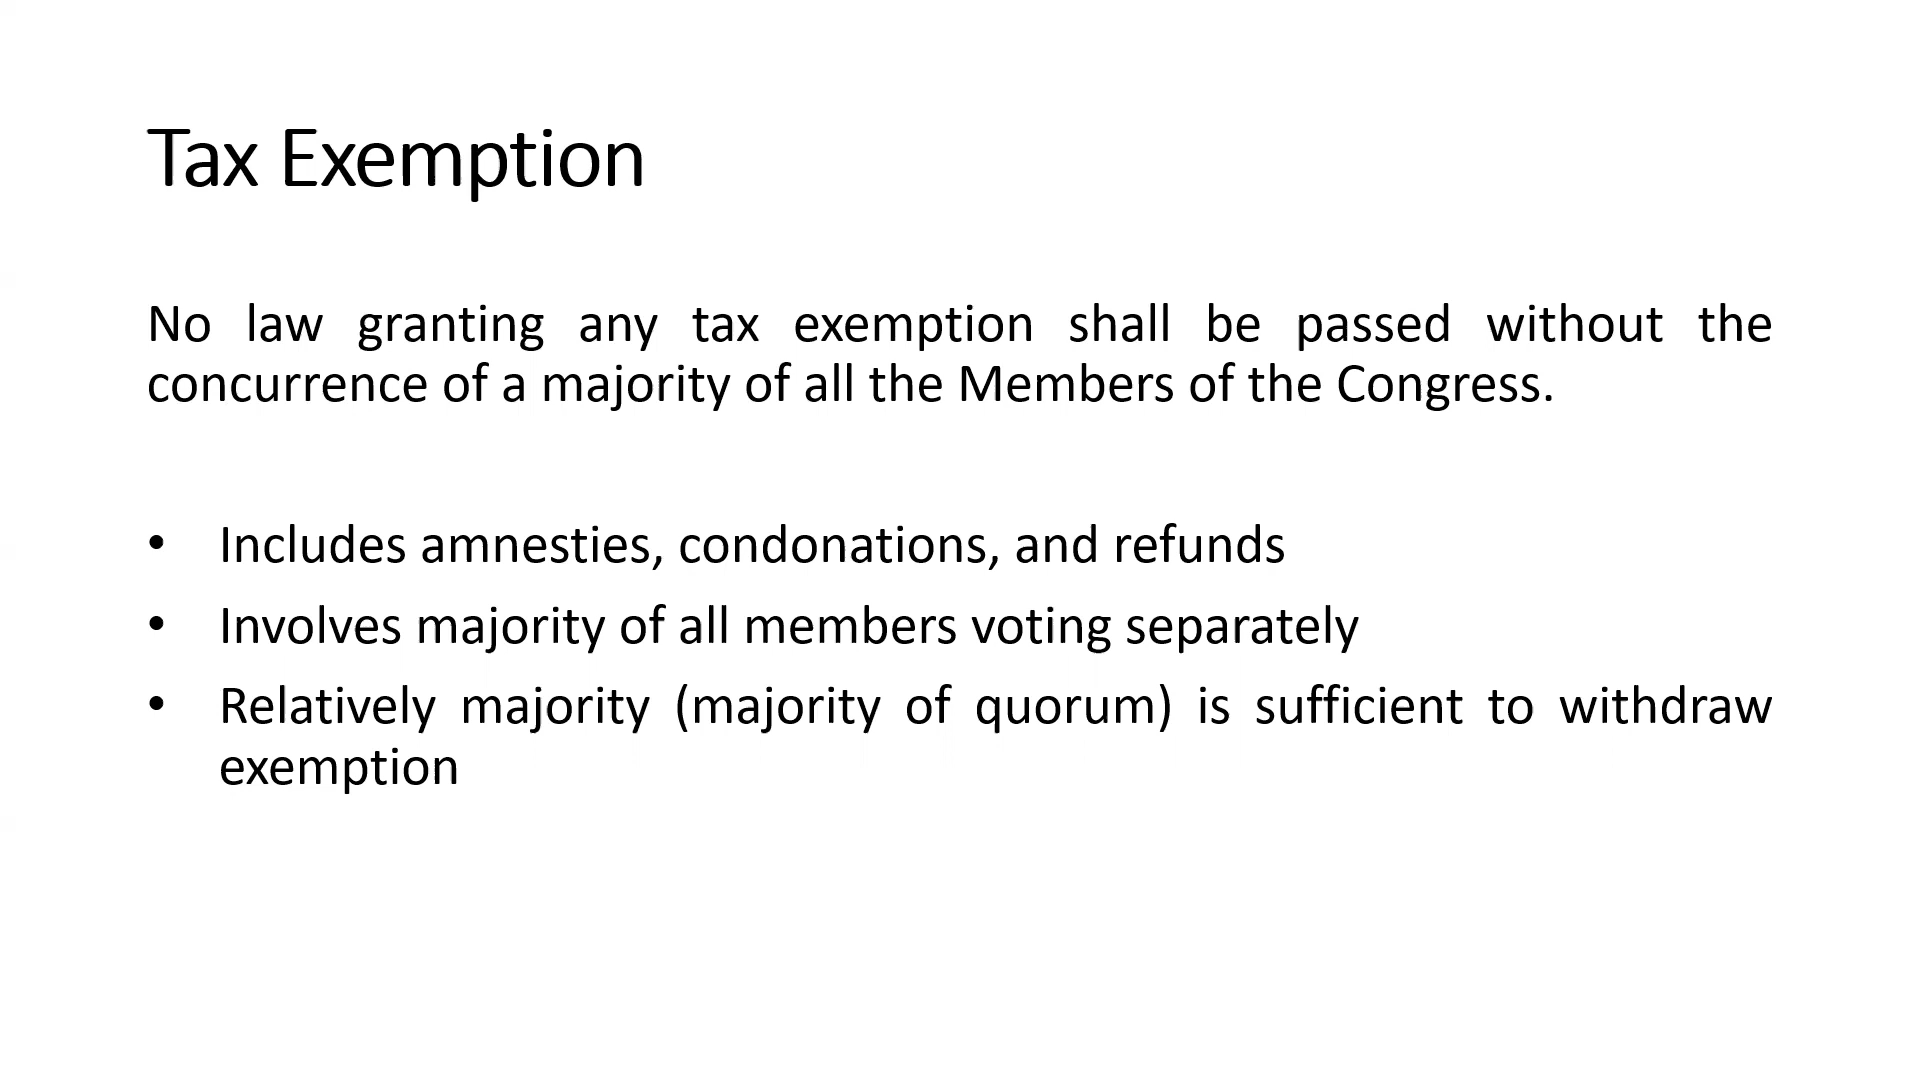 Tax Exemption
No law granting any tax exemption shall be passed without the
concurrence of a majority of all the Members of the Congress.
• Includes amnesties, condonations, and refunds
• Involves majority of all members voting separately
• Relatively majority (majority of quorum) is sufficient to withdraw
exemption